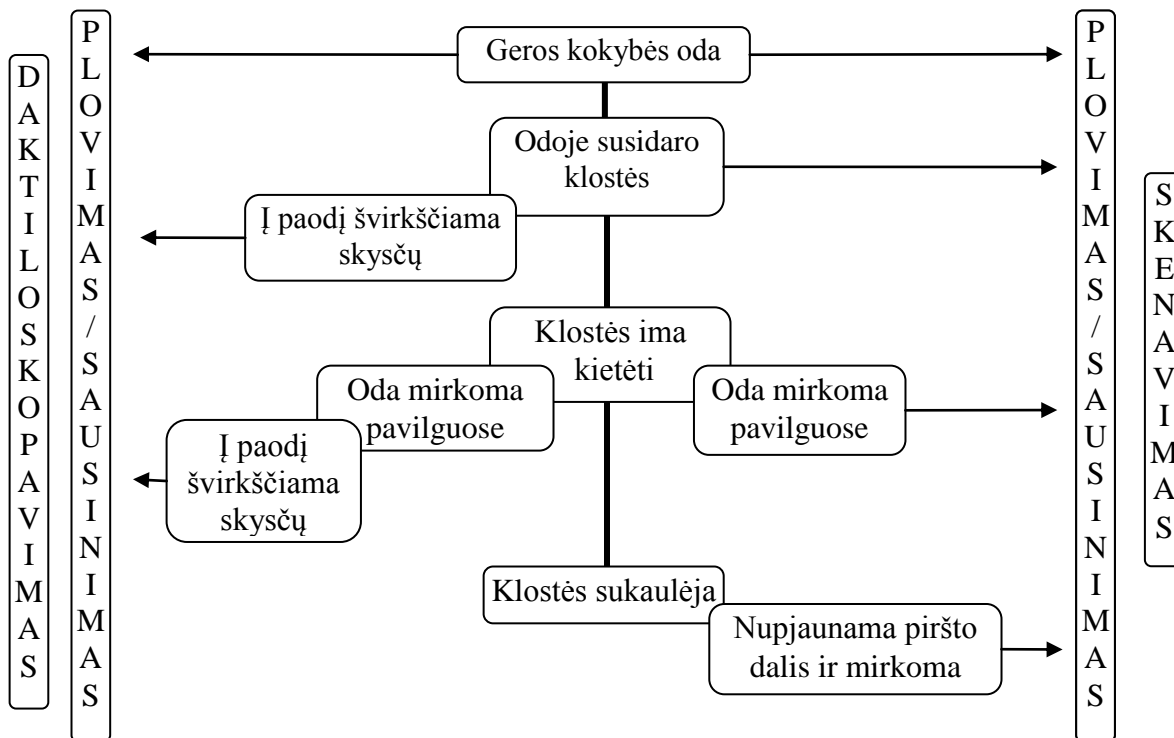 DAKTILOSKOPAVIMAS
PLOVIMAS/SAUSINIMAS
Geros kokybės oda
Odoje susidaro
klostės
Į paodį švirkščiama
skysčų
Klostės ima
kietėti
Oda mirkoma
pavilguose
Oda mirkoma
pavilguose
Į paodį
švirkščiama
skysčų
Klostės sukaulėja
Nupjaunama piršto
dalis ir mirkoma
PLOVIMAS/SAUSINIMAS
SKENAVIMAS